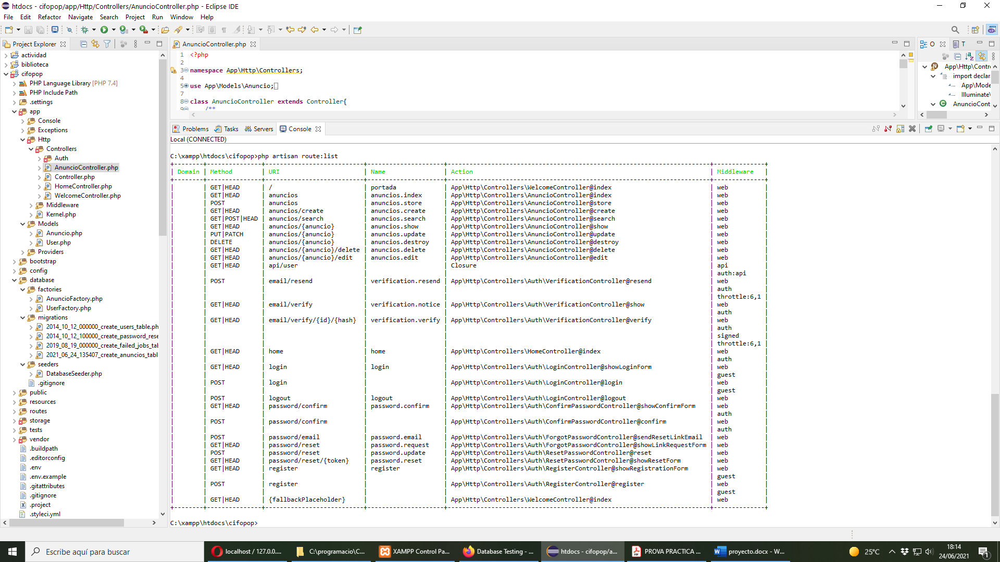 htdocs - cifopop/app/Http/Controllers/AnuncioController.php - Eclipse IDE
File Edit Refactor Navigate Search Project Run Window Help
Project Explorer
actividad
biblioteca
cifopop
PHP Language Library [PHP 7.4]
PHP Include Path
.settings
app
Console
Exceptions
Http
Controllers
Auth
AnuncioController.php
Controller.php
HomeController.php
WelcomeController.php
Middleware
Kernel.php
Models
Anuncio.php
User.php
Providers
bootstrap
config
database
factories
AnuncioFactory.php
UserFactory.php
migrations
2014_10_12_000000_create_users_table.ph
2014_10_12_100000_create_password_rese
2019_08_19_000000_create_failed_jobs_tab
2021_06_24_135407_create_anuncios_tabl
seeders
DatabaseSeeder.php
.gitignore
public
resources
routes
storage
tests
vendor
.buildpath
.editorconfig
.env
.env.example
.gitattributes
.gitignore
.project
.styleci.yml
AnuncioController.php
1 <?php
2
3 namespace App\Http\Controllers;
4
5 use App\Models\Anuncio;
7
8 class AnuncioController extends Controller{
9 /**
O T
App\Http\Contro
import declara
App\Mode
Illuminate\
AnuncioCont
Problems Tasks Servers Console
Local (CONNECTED)
C:\xampp\htdocs\cifopop>php artisan route:list
| Domain | Method | URI | Name | Action | Middleware |
| | GET|HEAD | / | portada | App\Http\Controllers\WelcomeController@index | web |
| | GET|HEAD | anuncios | anuncios.index | App\Http\Controllers\AnuncioController@index | web |
| | POST | anuncios | anuncios.store | App\Http\Controllers\AnuncioController@store | web |
| | GET|HEAD | anuncios/create | anuncios.create | App\Http\Controllers\AnuncioController@create | web |
| | GET|POST|HEAD | anuncios/search | anuncios.search | App\Http\Controllers\AnuncioController@search | web |
| | GET|HEAD | anuncios/{anuncio} | anuncios.show | App\Http\Controllers\AnuncioController@show | web |
| | PUT|PATCH | anuncios/{anuncio} | anuncios.update | App\Http\Controllers\AnuncioController@update | web |
| | DELETE | anuncios/{anuncio} | anuncios.destroy | App\Http\Controllers\AnuncioController@destroy | web |
| | GET|HEAD | anuncios/{anuncio}/delete | anuncios.delete | App\Http\Controllers\AnuncioController@delete | web |
| | GET|HEAD | anuncios/{anuncio}/edit | anuncios.edit | App\Http\Controllers\AnuncioController@edit | web |
| | GET|HEAD | api/user | | Closure | api |
| | | | | | auth:api |
| | POST | email/resend | verification.resend | App\Http\Controllers\Auth\VerificationController@resend | web |
| | | | | | auth |
| | | | | | throttle:6,1 |
| | GET|HEAD | email/verify | verification.notice | App\Http\Controllers\Auth\VerificationController@show | web |
| | | | | | auth |
| | GET|HEAD | email/verify/{id}/{hash} | verification.verify | App\Http\Controllers\Auth\VerificationController@verify | web |
| | | | | | auth |
| | | | | | signed |
| | | | | | throttle:6,1 |
| | GET|HEAD | home | home | App\Http\Controllers\HomeController@index | web |
| | | | | | auth |
| | GET|HEAD | login | login | App\Http\Controllers\Auth\LoginController@showLoginForm | web |
| | | | | | guest |
| | POST | login | | App\Http\Controllers\Auth\LoginController@login | web |
| | | | | | guest |
| | POST | logout | logout | App\Http\Controllers\Auth\LoginController@logout | web |
| | GET|HEAD | password/confirm | password.confirm | App\Http\Controllers\Auth\ConfirmPasswordController@showConfirmForm | web |
| | | | | | auth |
| | POST | password/confirm | | App\Http\Controllers\Auth\ConfirmPasswordController@confirm | web |
| | | | | | auth |
| | POST | password/email | password.email | App\Http\Controllers\Auth\ForgotPasswordController@sendResetLinkEmail | web |
| | GET|HEAD | password/reset | password.request | App\Http\Controllers\Auth\ForgotPasswordController@showLinkRequestForm | web |
| | POST | password/reset | password.update | App\Http\Controllers\Auth\ResetPasswordController@reset | web |
| | GET|HEAD | password/reset/{token} | password.reset | App\Http\Controllers\Auth\ResetPasswordController@showResetForm | web |
| | GET|HEAD | register | register | App\Http\Controllers\Auth\RegisterController@showRegistrationForm | web |
| | | | | | guest |
| | POST | register | | App\Http\Controllers\Auth\RegisterController@register | web |
| | | | | | guest |
| | GET|HEAD | {fallbackPlaceholder} | | App\Http\Controllers\WelcomeController@index | web |
C:\xampp\htdocs\cifopop>
Escribe aquí para buscar
localhost / 127.0.0....
C:\programacio\C...
XAMPP Control Pa...
Database Testing - ...
htdocs - cifopop/a...
PROVA PRACTICA ...
proyecto.docx - W...
25°C
18:14
24/06/2021
1